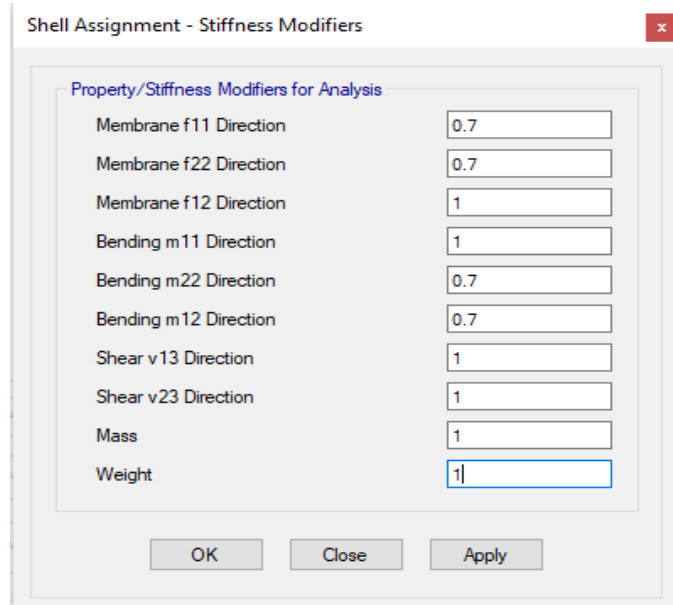 Shell Assignment - Stiffness Modifiers
x
Property/Stiffness Modifiers for Analysis
Membrane f11 Direction 0.7
Membrane f22 Direction 0.7
Membrane f12 Direction 1
Bending m11 Direction 1
Bending m22 Direction 0.7
Bending m12 Direction 0.7
Shear v13 Direction 1
Shear v23 Direction 1
Mass 1
Weight 1
OK Close Apply